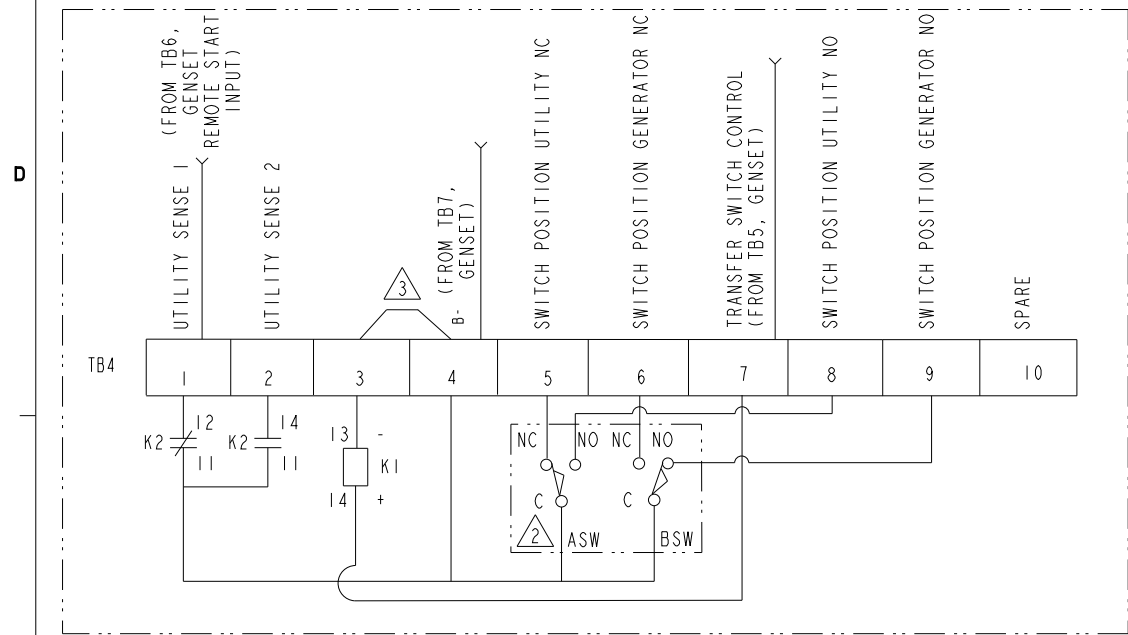 D
UTILITY SENSE 1
(FROM TB6,
GENSET
REMOTE START
INPUT)
UTILITY SENSE 2
3
B-
(FROM TB7,
GENSET)
SWITCH POSITION UTILITY NC
SWITCH POSITION GENERATOR NC
TRANSFER SWITCH CONTROL
(FROM TB5, GENSET)
SWITCH POSITION UTILITY NO
SWITCH POSITION GENERATOR NO
SPARE
TB4
1 2 3 4 5 6 7 8 9 10
K2 12 11
K2 14 11
13 - K1 14 +
NC NO NC NO
C C
2 ASW BSW